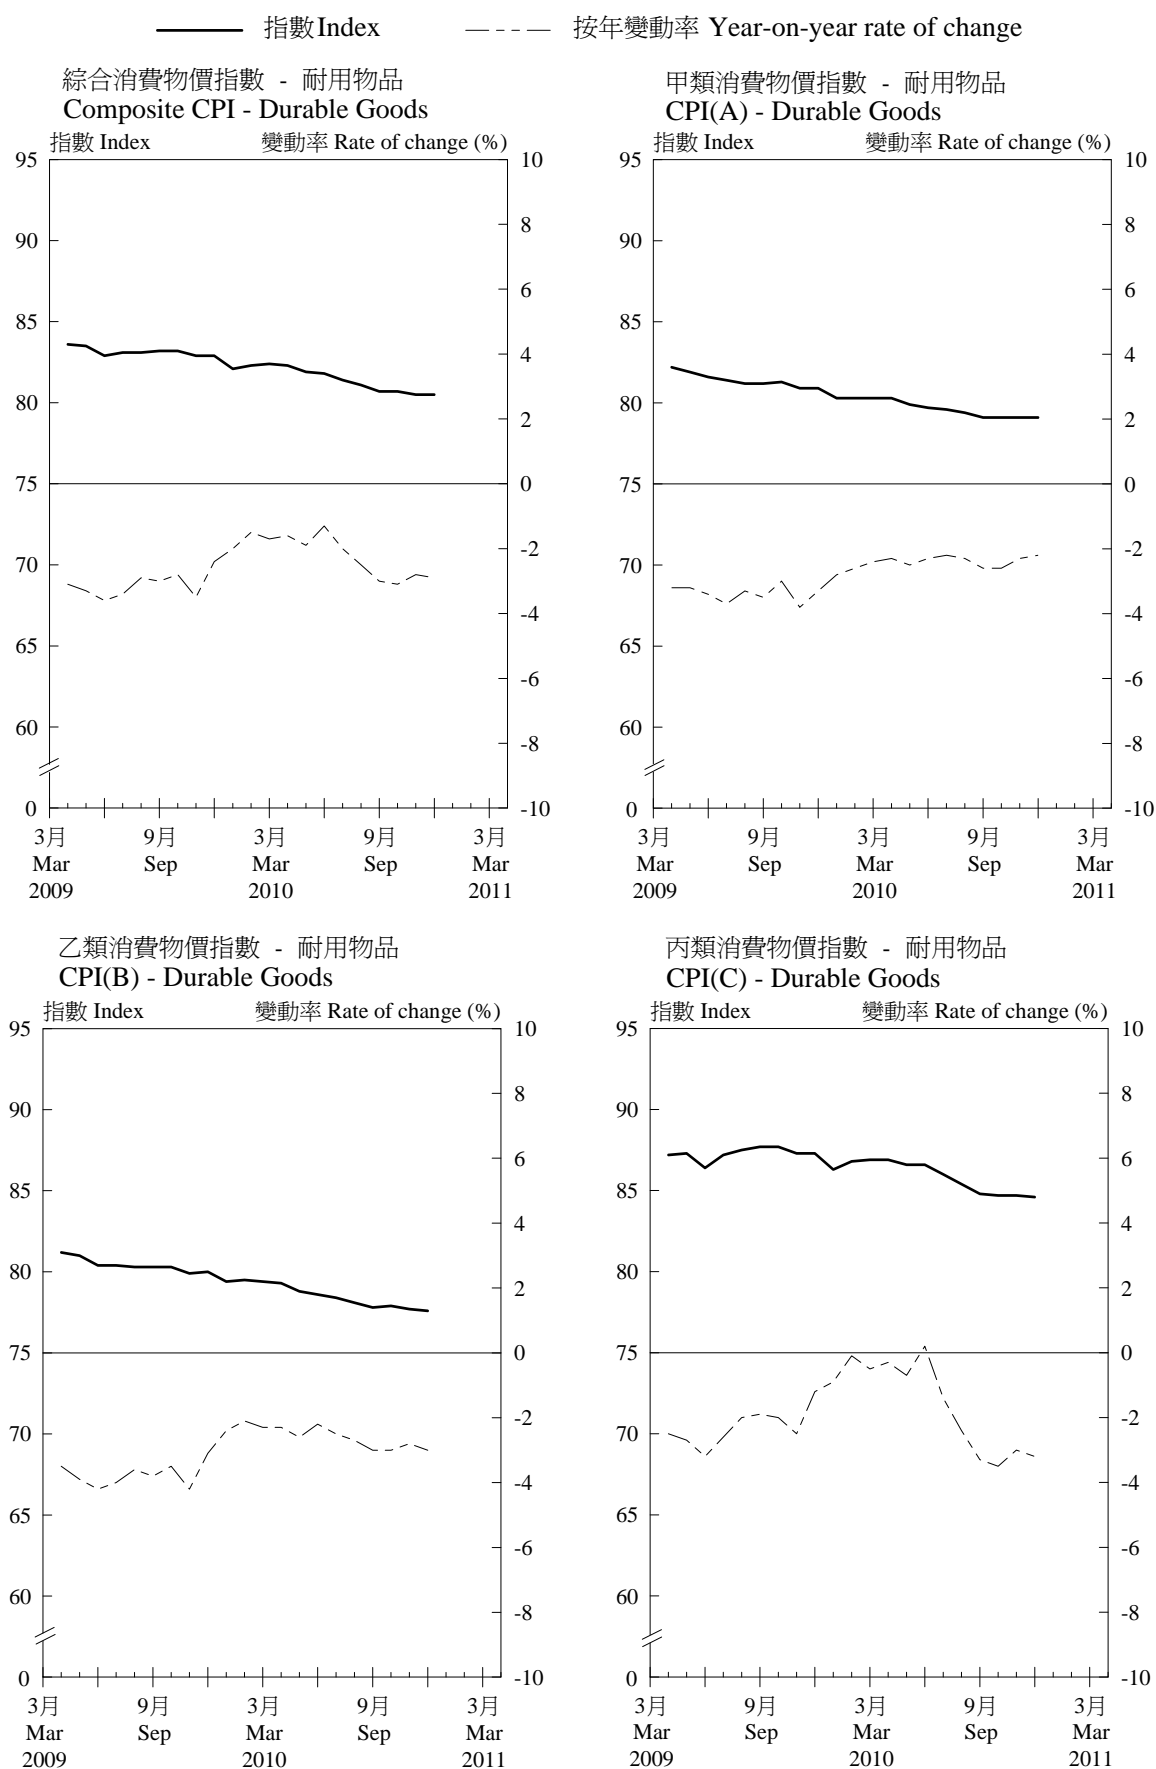 指數 Index 按年變動率 Year-on-year rate of change
綜合消費物價指數 - 耐用物品
Composite CPI - Durable Goods
指數 Index 變動率 Rate of change (%)
95 10
8
90
6
85
4
80
2
75 0
-2
70
-4
65
-6
60
-8
0 -10
3月 9月 3月 9月 3月
Mar Sep Mar Sep Mar
2009 2010 2011
甲類消費物價指數 - 耐用物品
CPI(A) - Durable Goods
指數 Index 變動率 Rate of change (%)
95 10
8
90
6
85
4
80
2
75 0
-2
70
-4
65
-6
60
-8
0 -10
3月 9月 3月 9月 3月
Mar Sep Mar Sep Mar
2009 2010 2011
乙類消費物價指數 - 耐用物品
CPI(B) - Durable Goods
指數 Index 變動率 Rate of change (%)
95 10
8
90
6
85
4
80
2
75 0
-2
70
-4
65
-6
60
-8
0 -10
3月 9月 3月 9月 3月
Mar Sep Mar Sep Mar
2009 2010 2011
丙類消費物價指數 - 耐用物品
CPI(C) - Durable Goods
指數 Index 變動率 Rate of change (%)
95 10
8
90
6
85
4
80
2
75 0
-2
70
-4
65
-6
60
-8
0 -10
3月 9月 3月 9月 3月
Mar Sep Mar Sep Mar
2009 2010 2011